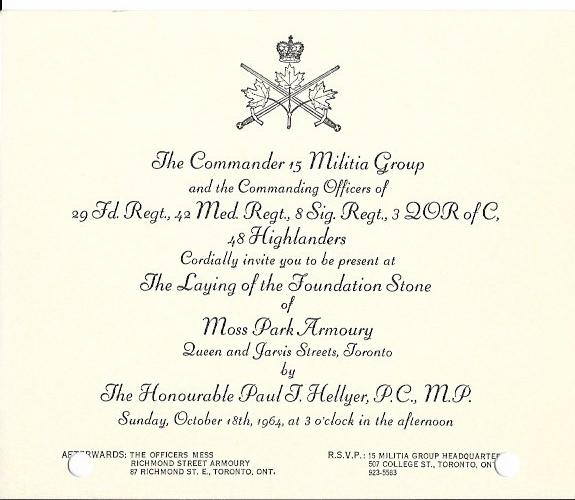 The Commander 15 Militia Group
and the Commanding Officers of
29 Fd. Regt., 42 Med. Regt., 8 Sig. Regt., 3 QOR of C,
48 Highlanders
Cordially invite you to be present at
The Laying of the Foundation Stone
of
Moss Park Armoury
Queen and Jarvis Streets, Toronto
by
The Honourable Paul T. Hellyer, P.C., M.P.
Sunday, October 18th, 1964, at 3 o'clock in the afternoon
AFTERWARDS: THE OFFICERS MESS
RICHMOND STREET ARMOURY
87 RICHMOND ST. E., TORONTO, ONT.
R.S.V.P.: 15 MILITIA GROUP HEADQUARTE
507 COLLEGE ST., TORONTO, ON
923-5583